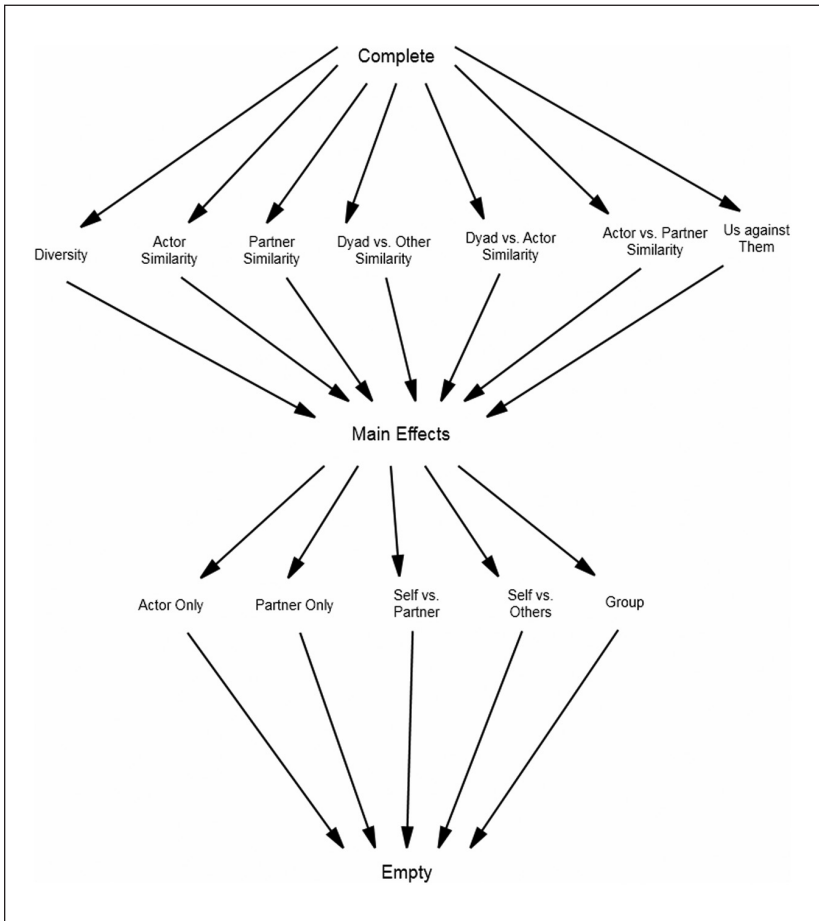 Complete
Diversity
Actor
Similarity
Partner
Similarity
Dyad vs. Other
Similarity
Dyad vs. Actor
Similarity
Actor vs. Partner
Similarity
Us against
Them
Main Effects
Actor Only
Partner Only
Self vs.
Partner
Self vs.
Others
Group
Empty